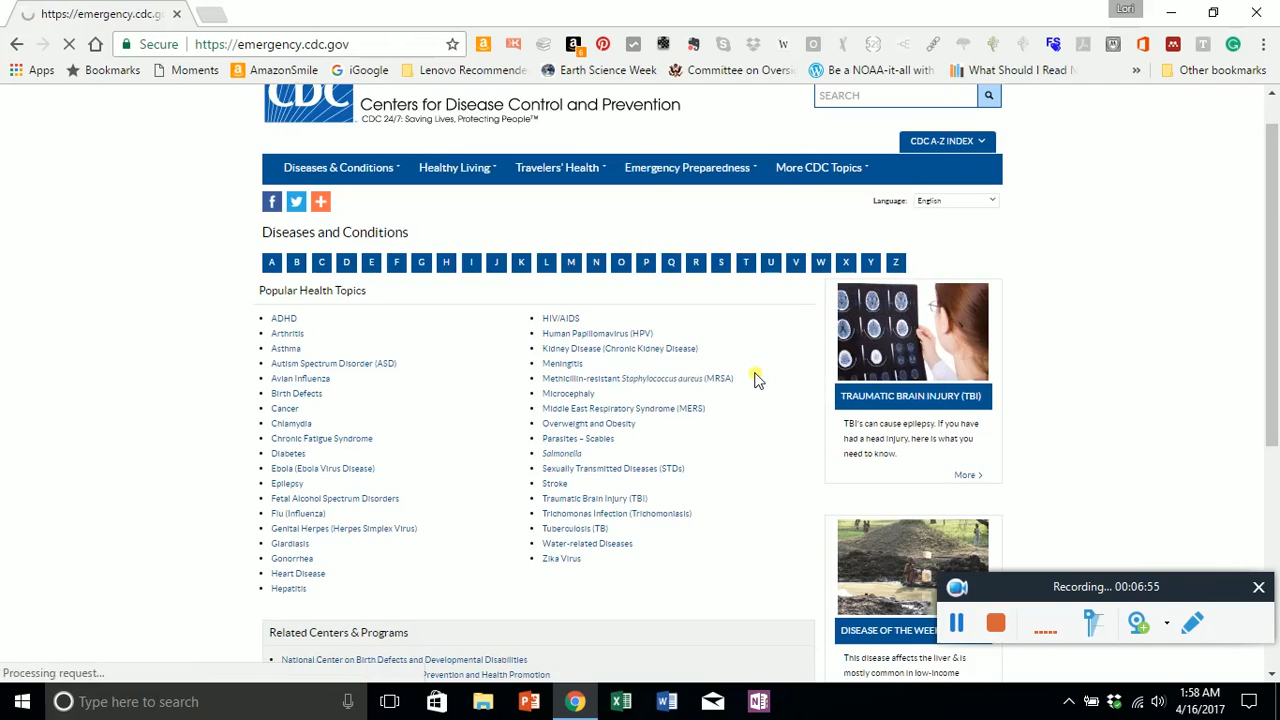 https://emergency.cdc.go
Lori
Secure
https://emergency.cdc.gov
Apps
Bookmarks
Moments
AmazonSmile
iGoogle
Lenovo Recommende
Earth Science Week
Committee on Oversi
Be a NOAA-it-all with
What Should I Read N
Other bookmarks
CDC
Centers for Disease Control and Prevention
CDC 24/7: Saving Lives, Protecting People™
SEARCH
CDC A-Z INDEX
Diseases & Conditions
Healthy Living
Travelers' Health
Emergency Preparedness
More CDC Topics
Language:
English
Diseases and Conditions
A B C D E F G H I J K L M N O P Q R S T U V W X Y Z
Popular Health Topics
ADHD
Arthritis
Asthma
Autism Spectrum Disorder (ASD)
Avian Influenza
Birth Defects
Cancer
Chlamydia
Chronic Fatigue Syndrome
Diabetes
Ebola (Ebola Virus Disease)
Epilepsy
Fetal Alcohol Spectrum Disorders
Flu (Influenza)
Genital Herpes (Herpes Simplex Virus)
Giardiasis
Gonorrhea
Heart Disease
Hepatitis
HIV/AIDS
Human Papillomavirus (HPV)
Kidney Disease (Chronic Kidney Disease)
Meningitis
Methicillin-resistant Staphylococcus aureus (MRSA)
Microcephaly
Middle East Respiratory Syndrome (MERS)
Overweight and Obesity
Parasites – Scabies
Salmonella
Sexually Transmitted Diseases (STDs)
Stroke
Traumatic Brain Injury (TBI)
Trichomonas Infection (Trichomoniasis)
Tuberculosis (TB)
Water-related Diseases
Zika Virus
TRAUMATIC BRAIN INJURY (TBI)
TBI's can cause epilepsy. If you have
had a head injury, here is what you
need to know.
More >
DISEASE OF THE WEE
This disease affects the liver & is
most common in low-income
Related Centers & Programs
National Center on Birth Defects and Developmental Disabilities
Prevention and Health Promotion
Processing request...
Recording... 00:06:55
Type here to search
1:58 AM
4/16/2017